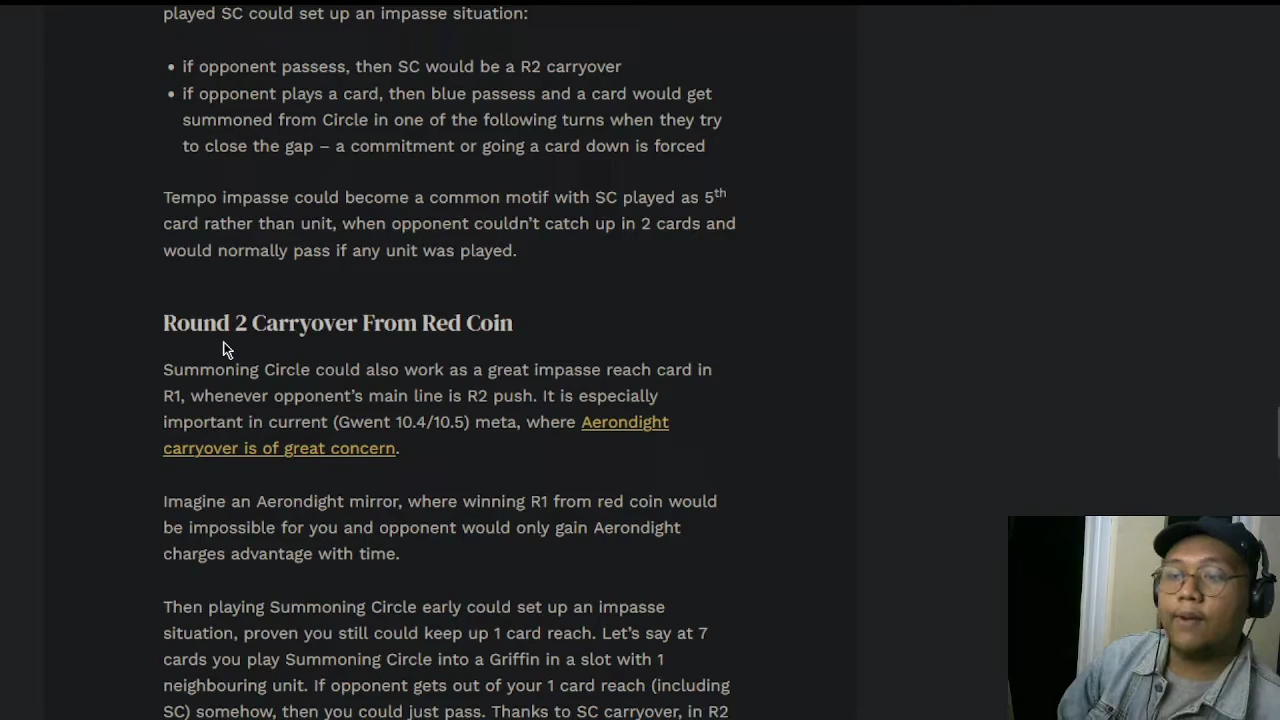 played SC could set up an impasse situation:
• if opponent passess, then SC would be a R2 carryover
• if opponent plays a card, then blue passess and a card would get
summoned from Circle in one of the following turns when they try
to close the gap – a commitment or going a card down is forced
Tempo impasse could become a common motif with SC played as 5th
card rather than unit, when opponent couldn't catch up in 2 cards and
would normally pass if any unit was played.
Round 2 Carryover From Red Coin
Summoning Circle could also work as a great impasse reach card in
R1, whenever opponent's main line is R2 push. It is especially
important in current (Gwent 10.4/10.5) meta, where Aerondight
carryover is of great concern.
Imagine an Aerondight mirror, where winning R1 from red coin would
be impossible for you and opponent would only gain Aerondight
charges advantage with time.
Then playing Summoning Circle early could set up an impasse
situation, proven you still could keep up 1 card reach. Let's say at 7
cards you play Summoning Circle into a Griffin in a slot with 1
neighbouring unit. If opponent gets out of your 1 card reach (including
SC) somehow, then you could just pass. Thanks to SC carryover, in R2